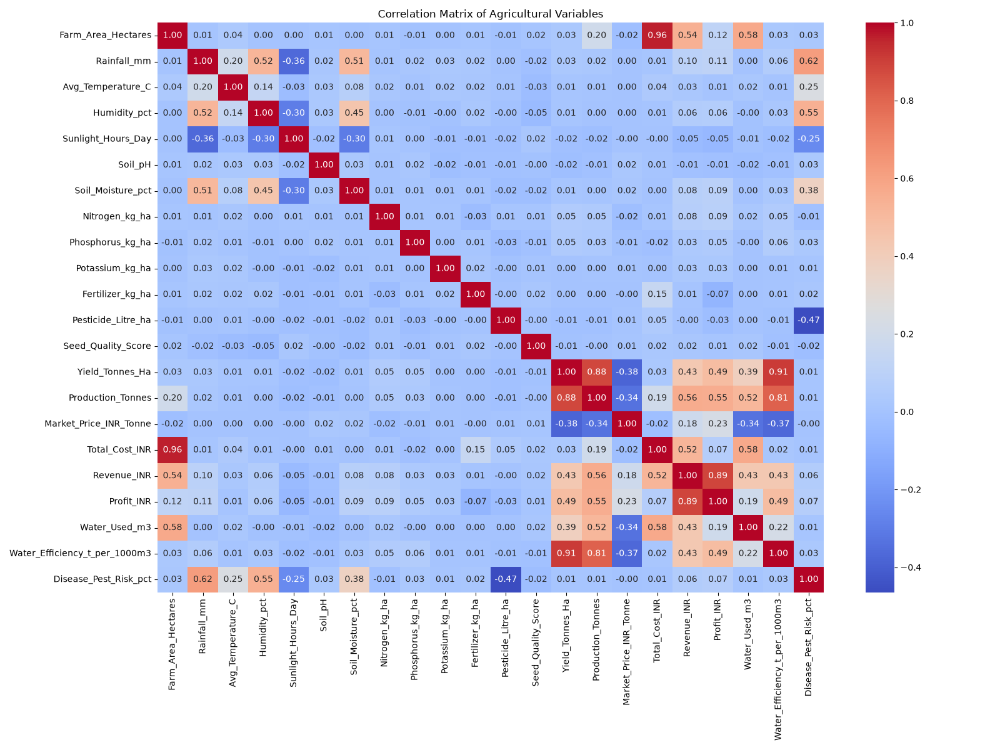 Correlation Matrix of Agricultural Variables
Farm_Area_Hectares 1.00 0.01 0.04 0.00 0.00 0.01 0.00 0.01 -0.01 0.00 0.01 -0.01 0.02 0.03 0.20 -0.02 0.96 0.54 0.12 0.58 0.03 0.03
Rainfall_mm 0.01 1.00 0.20 0.52 -0.36 0.02 0.51 0.01 0.02 0.03 0.02 0.00 -0.02 0.03 0.02 0.00 0.01 0.10 0.11 0.00 0.06 0.62
Avg_Temperature_C 0.04 0.20 1.00 0.14 -0.03 0.03 0.08 0.02 0.01 0.02 0.02 0.01 -0.03 0.01 0.01 0.00 0.04 0.03 0.01 0.02 0.01 0.25
Humidity_pct 0.00 0.52 0.14 1.00 -0.30 0.03 0.45 0.00 -0.01 -0.00 0.02 -0.00 -0.05 0.01 0.00 0.00 0.01 0.06 0.06 -0.00 0.03 0.55
Sunlight_Hours_Day 0.00 -0.36 -0.03 -0.30 1.00 -0.02 -0.30 0.01 0.00 -0.01 -0.01 -0.02 0.02 -0.02 -0.02 -0.00 -0.00 -0.05 -0.05 -0.01 -0.02 -0.25
Soil_pH 0.01 0.02 0.03 0.03 -0.02 1.00 0.03 0.01 0.02 -0.02 -0.01 -0.01 -0.00 -0.02 -0.01 0.02 0.01 -0.01 -0.01 -0.02 -0.01 0.03
Soil_Moisture_pct 0.00 0.51 0.08 0.45 -0.30 0.03 1.00 0.01 0.01 0.01 0.01 -0.02 -0.02 0.01 0.00 0.02 0.00 0.08 0.09 0.00 0.03 0.38
Nitrogen_kg_ha 0.01 0.01 0.02 0.00 0.01 0.01 0.01 1.00 0.01 0.01 -0.03 0.01 0.01 0.05 0.05 -0.02 0.01 0.08 0.09 0.02 0.05 -0.01
Phosphorus_kg_ha -0.01 0.02 0.01 -0.01 0.00 0.02 0.01 0.01 1.00 0.00 0.01 -0.03 -0.01 0.05 0.03 -0.01 -0.02 0.03 0.05 -0.00 0.06 0.03
Potassium_kg_ha 0.00 0.03 0.02 -0.00 -0.01 -0.02 0.01 0.01 0.00 1.00 0.02 -0.00 0.01 0.00 0.00 0.01 0.00 0.03 0.03 0.00 0.01 0.01
Fertilizer_kg_ha 0.01 0.02 0.02 0.02 -0.01 -0.01 0.01 -0.03 0.01 0.02 1.00 -0.00 0.02 0.00 0.00 -0.00 0.15 0.01 -0.07 0.00 0.01 0.02
Pesticide_Litre_ha -0.01 0.00 0.01 -0.00 -0.02 -0.01 -0.02 0.01 -0.03 -0.00 -0.00 1.00 -0.00 -0.01 -0.01 0.01 0.05 -0.00 -0.03 0.00 -0.01 -0.47
Seed_Quality_Score 0.02 -0.02 -0.03 -0.05 0.02 -0.00 -0.02 0.01 -0.01 0.01 0.02 -0.00 1.00 -0.01 -0.00 0.01 0.02 0.02 0.01 0.02 -0.01 -0.02
Yield_Tonnes_Ha 0.03 0.03 0.01 0.01 -0.02 -0.02 0.01 0.05 0.05 0.00 0.00 -0.01 -0.01 1.00 0.88 -0.38 0.03 0.43 0.49 0.39 0.91 0.01
Production_Tonnes 0.20 0.02 0.01 0.00 -0.02 -0.01 0.00 0.05 0.03 0.00 0.00 -0.01 -0.00 0.88 1.00 -0.34 0.19 0.56 0.55 0.52 0.81 0.01
Market_Price_INR_Tonne -0.02 0.00 0.00 0.00 -0.00 0.02 0.02 -0.02 -0.01 0.01 -0.00 0.01 0.01 -0.38 -0.34 1.00 -0.02 0.18 0.23 -0.34 -0.37 -0.00
Total_Cost_INR 0.96 0.01 0.04 0.01 -0.00 0.01 0.00 0.01 -0.02 0.00 0.15 0.05 0.02 0.03 0.19 -0.02 1.00 0.52 0.07 0.58 0.02 0.01
Revenue_INR 0.54 0.10 0.03 0.06 -0.05 -0.01 0.08 0.08 0.03 0.03 0.01 -0.00 0.02 0.43 0.56 0.18 0.52 1.00 0.89 0.43 0.43 0.06
Profit_INR 0.12 0.11 0.01 0.06 -0.05 -0.01 0.09 0.09 0.05 0.03 -0.07 -0.03 0.01 0.49 0.55 0.23 0.07 0.89 1.00 0.19 0.49 0.07
Water_Used_m3 0.58 0.00 0.02 -0.00 -0.01 -0.02 0.00 0.02 -0.00 0.00 0.00 0.00 0.02 0.39 0.52 -0.34 0.58 0.43 0.19 1.00 0.22 0.01
Water_Efficiency_t_per_1000m3 0.03 0.06 0.01 0.03 -0.02 -0.01 0.03 0.05 0.06 0.01 0.01 -0.01 -0.01 0.91 0.81 -0.37 0.02 0.43 0.49 0.22 1.00 0.03
Disease_Pest_Risk_pct 0.03 0.62 0.25 0.55 -0.25 0.03 0.38 -0.01 0.03 0.01 0.02 -0.47 -0.02 0.01 0.01 -0.00 0.01 0.06 0.07 0.01 0.03 1.00
Farm_Area_Hectares
Rainfall_mm
Avg_Temperature_C
Humidity_pct
Sunlight_Hours_Day
Soil_pH
Soil_Moisture_pct
Nitrogen_kg_ha
Phosphorus_kg_ha
Potassium_kg_ha
Fertilizer_kg_ha
Pesticide_Litre_ha
Seed_Quality_Score
Yield_Tonnes_Ha
Production_Tonnes
Market_Price_INR_Tonne
Total_Cost_INR
Revenue_INR
Profit_INR
Water_Used_m3
Water_Efficiency_t_per_1000m3
Disease_Pest_Risk_pct
1.0
0.8
0.6
0.4
0.2
0.0
−0.2
−0.4